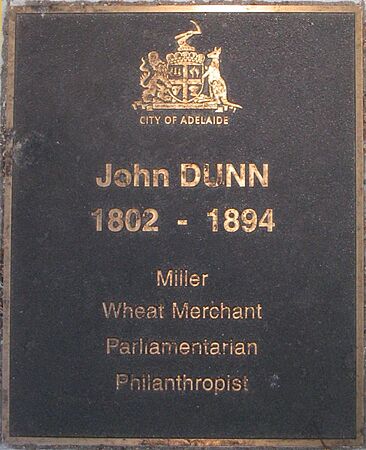 CITY OF ADELAIDE
John DUNN
1802 - 1894
Miller
Wheat Merchant
Parliamentarian
Philanthropist